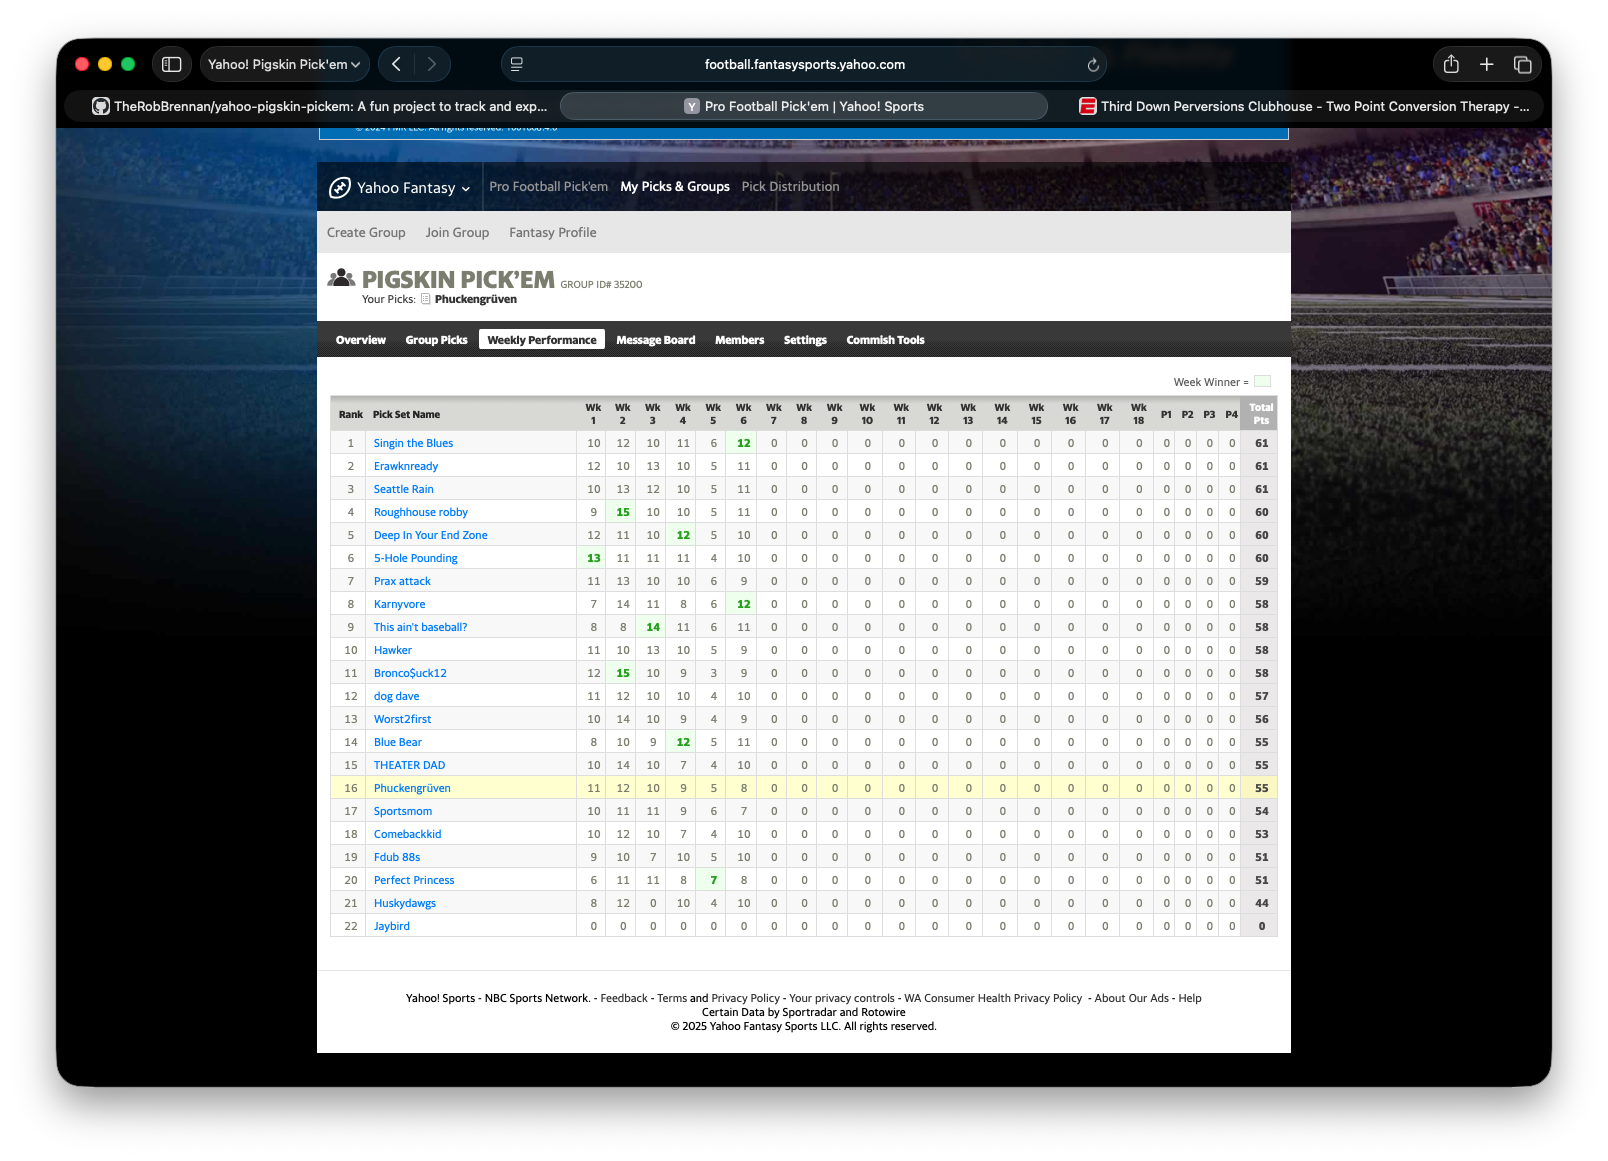 Yahoo! Pigskin Pick'em
football.fantasysports.yahoo.com
TheRobBrennan/yahoo-pigskin-pickem: A fun project to track and exp...
Y Pro Football Pick'em | Yahoo! Sports
Third Down Perversions Clubhouse - Two Point Conversion Therapy -...
Yahoo Fantasy Pro Football Pick'em My Picks & Groups Pick Distribution
Create Group Join Group Fantasy Profile
PIGSKIN PICK'EM GROUP ID# 35200
Your Picks: Phuckengrüven
Overview Group Picks Weekly Performance Message Board Members Settings Commish Tools
Week Winner =
Rank Pick Set Name Wk 1 Wk 2 Wk 3 Wk 4 Wk 5 Wk 6 Wk 7 Wk 8 Wk 9 Wk 10 Wk 11 Wk 12 Wk 13 Wk 14 Wk 15 Wk 16 Wk 17 Wk 18 P1 P2 P3 P4 Total Pts
1 Singin the Blues 10 12 10 11 6 12 0 0 0 0 0 0 0 0 0 0 0 0 0 0 0 0 61
2 Erawknready 12 10 13 10 5 11 0 0 0 0 0 0 0 0 0 0 0 0 0 0 0 0 61
3 Seattle Rain 10 13 12 10 5 11 0 0 0 0 0 0 0 0 0 0 0 0 0 0 0 0 61
4 Roughhouse robby 9 15 10 10 5 11 0 0 0 0 0 0 0 0 0 0 0 0 0 0 0 0 60
5 Deep In Your End Zone 12 11 10 12 5 10 0 0 0 0 0 0 0 0 0 0 0 0 0 0 0 0 60
6 5-Hole Pounding 13 11 11 11 4 10 0 0 0 0 0 0 0 0 0 0 0 0 0 0 0 0 60
7 Prax attack 11 13 10 10 6 9 0 0 0 0 0 0 0 0 0 0 0 0 0 0 0 0 59
8 Karnyvore 7 14 11 8 6 12 0 0 0 0 0 0 0 0 0 0 0 0 0 0 0 0 58
9 This ain't baseball? 8 8 14 11 6 11 0 0 0 0 0 0 0 0 0 0 0 0 0 0 0 0 58
10 Hawker 11 10 13 10 5 9 0 0 0 0 0 0 0 0 0 0 0 0 0 0 0 0 58
11 Bronco$uck12 12 15 10 9 3 9 0 0 0 0 0 0 0 0 0 0 0 0 0 0 0 0 58
12 dog dave 11 12 10 10 4 10 0 0 0 0 0 0 0 0 0 0 0 0 0 0 0 0 57
13 Worst2first 10 14 10 9 4 9 0 0 0 0 0 0 0 0 0 0 0 0 0 0 0 0 56
14 Blue Bear 8 10 9 12 5 11 0 0 0 0 0 0 0 0 0 0 0 0 0 0 0 0 55
15 THEATER DAD 10 14 10 7 4 10 0 0 0 0 0 0 0 0 0 0 0 0 0 0 0 0 55
16 Phuckengrüven 11 12 10 9 5 8 0 0 0 0 0 0 0 0 0 0 0 0 0 0 0 0 55
17 Sportsmom 10 11 11 9 6 7 0 0 0 0 0 0 0 0 0 0 0 0 0 0 0 0 54
18 Comebackkid 10 12 10 7 4 10 0 0 0 0 0 0 0 0 0 0 0 0 0 0 0 0 53
19 Fdub 88s 9 10 7 10 5 10 0 0 0 0 0 0 0 0 0 0 0 0 0 0 0 0 51
20 Perfect Princess 6 11 11 8 7 8 0 0 0 0 0 0 0 0 0 0 0 0 0 0 0 0 51
21 Huskydawgs 8 12 0 10 4 10 0 0 0 0 0 0 0 0 0 0 0 0 0 0 0 0 44
22 Jaybird 0 0 0 0 0 0 0 0 0 0 0 0 0 0 0 0 0 0 0 0 0 0 0
Yahoo! Sports - NBC Sports Network. - Feedback - Terms and Privacy Policy - Your privacy controls - WA Consumer Health Privacy Policy - About Our Ads - Help
Certain Data by Sportradar and Rotowire
© 2025 Yahoo Fantasy Sports LLC. All rights reserved.